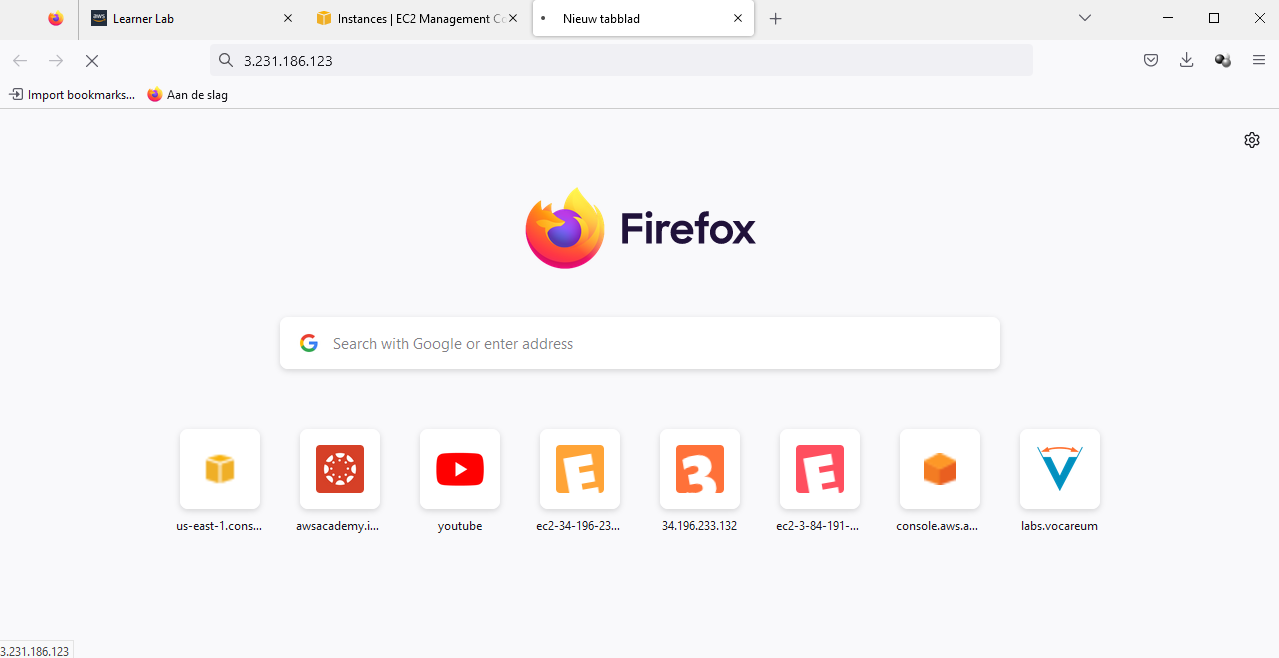 Learner Lab
Instances | EC2 Management Co
Nieuw tabblad
3.231.186.123
Import bookmarks...
Aan de slag
Firefox
Search with Google or enter address
us-east-1.cons...
awsacademy.i...
youtube
ec2-34-196-23...
34.196.233.132
ec2-3-84-191-...
console.aws.a...
labs.vocareum
3.231.186.123